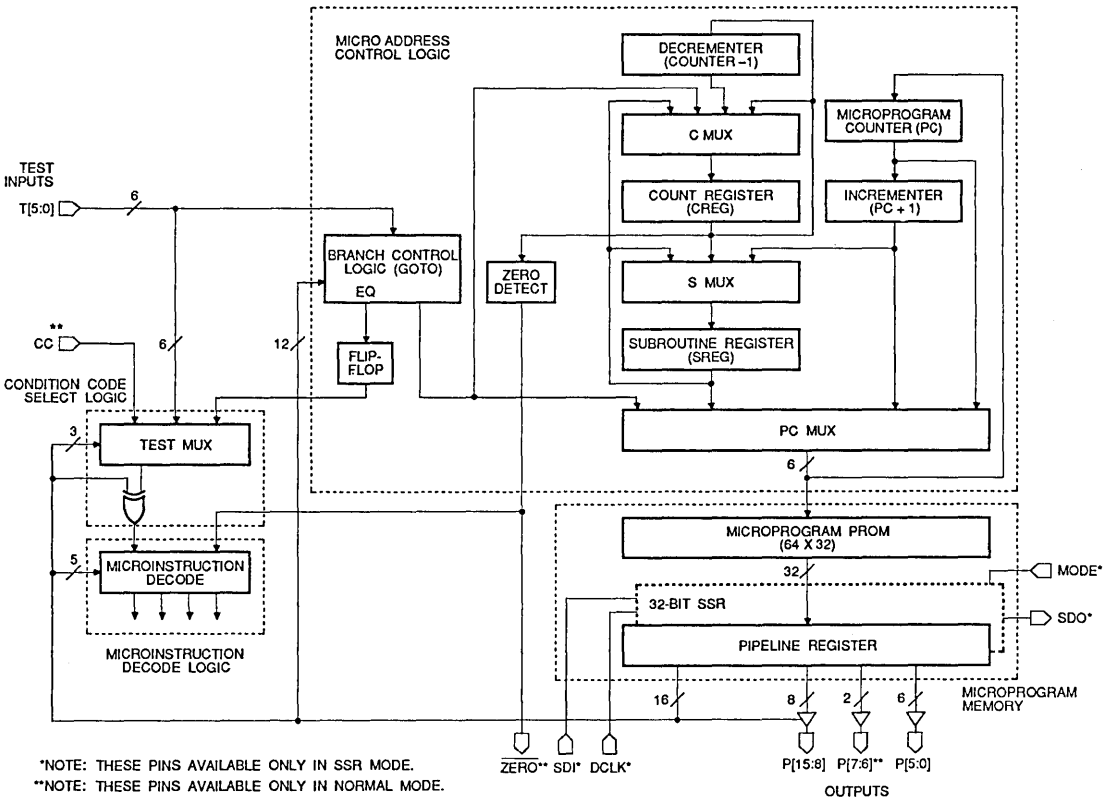 MICRO ADDRESS
CONTROL LOGIC
DECREMENTER
(COUNTER –1)
C MUX
MICROPROGRAM
COUNTER (PC)
COUNT REGISTER
(CREG)
INCREMENTER
(PC + 1)
TEST
INPUTS
T[5:0]
6
BRANCH CONTROL
LOGIC (GOTO)
EQ
ZERO
DETECT
S MUX
**
CC
6
12
FLIP-
FLOP
SUBROUTINE REGISTER
(SREG)
CONDITION CODE
SELECT LOGIC
3
TEST MUX
PC MUX
6
5
MICROINSTRUCTION
DECODE
MICROINSTRUCTION
DECODE LOGIC
MICROPROGRAM PROM
(64 X 32)
32
MODE*
32-BIT SSR
SDO*
PIPELINE REGISTER
16
8
2
6
MICROPROGRAM
MEMORY
ZERO** SDI* DCLK*
P[15:8] P[7:6]** P[5:0]
OUTPUTS
*NOTE: THESE PINS AVAILABLE ONLY IN SSR MODE.
**NOTE: THESE PINS AVAILABLE ONLY IN NORMAL MODE.